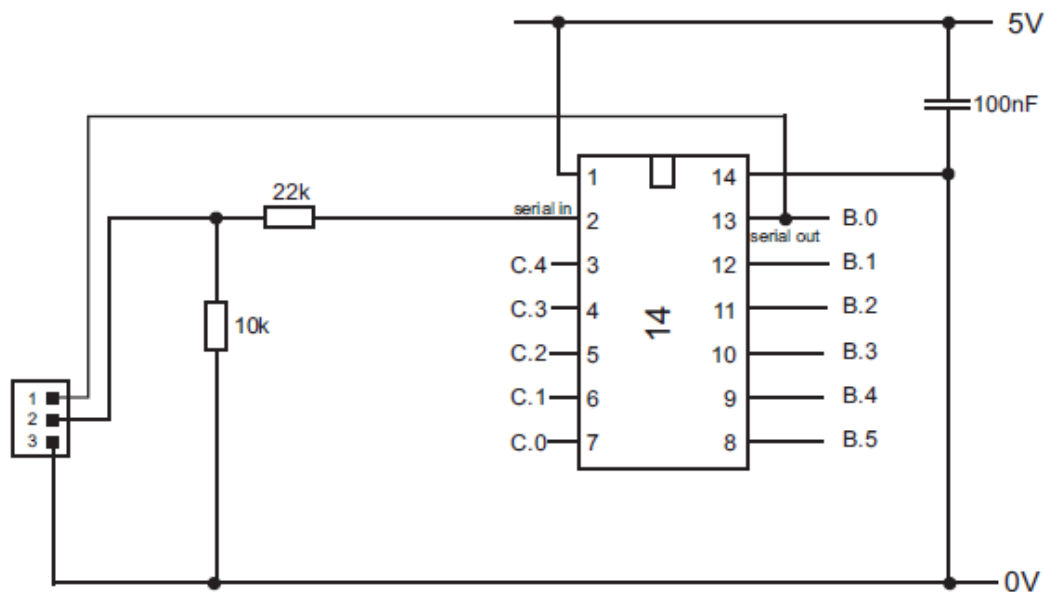 5V
100nF
1 14
22k
serial in 2 13 B.0
serial out
C.4 3 12 B.1
C.3 4 11 B.2
10k
14
C.2 5 10 B.3
1
C.1 6 9 B.4
2
C.0 7 8 B.5
3
0V